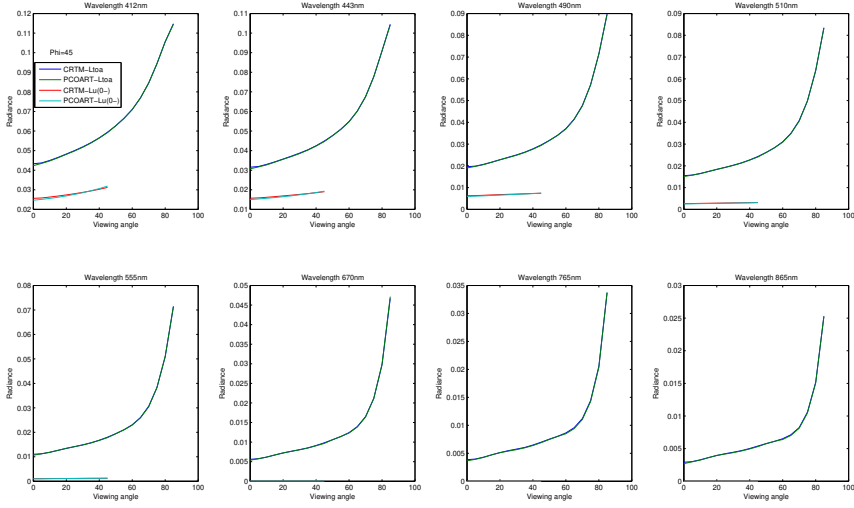 Wavelength 412nm
0.12
0.11
0.1
0.09
0.08
0.07
0.06
0.05
0.04
0.03
0.02
Radiance
Phi=45
CRTM−Ltoa
PCOART−Ltoa
CRTM−Lu(0−)
PCOART−Lu(0−)
0 20 40 60 80 100
Viewing angle
Wavelength 443nm
0.11
0.1
0.09
0.08
0.07
0.06
0.05
0.04
0.03
0.02
0.01
Radiance
0 20 40 60 80 100
Viewing angle
Wavelength 490nm
0.09
0.08
0.07
0.06
0.05
0.04
0.03
0.02
0.01
0
Radiance
0 20 40 60 80 100
Viewing angle
Wavelength 510nm
0.09
0.08
0.07
0.06
0.05
0.04
0.03
0.02
0.01
0
Radiance
0 20 40 60 80 100
Viewing angle
Wavelength 555nm
0.08
0.07
0.06
0.05
0.04
0.03
0.02
0.01
0
Radiance
0 20 40 60 80 100
Viewing angle
Wavelength 670nm
0.05
0.045
0.04
0.035
0.03
0.025
0.02
0.015
0.01
0.005
0
Radiance
0 20 40 60 80 100
Viewing angle
Wavelength 765nm
0.035
0.03
0.025
0.02
0.015
0.01
0.005
0
Radiance
0 20 40 60 80 100
Viewing angle
Wavelength 865nm
0.03
0.025
0.02
0.015
0.01
0.005
0
Radiance
0 20 40 60 80 100
Viewing angle